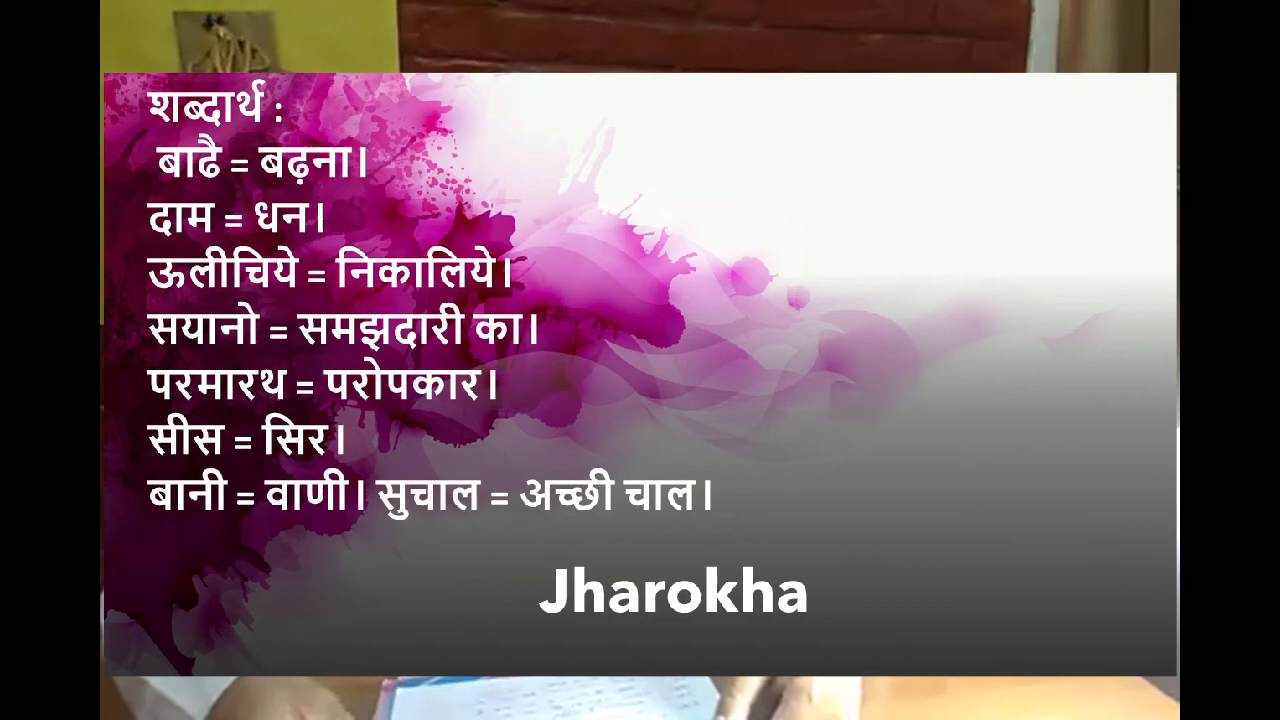 शब्दार्थ :
बाढै = बढ़ना।
दाम = धन।
ऊलीचिये = निकालिये।
सयानो = समझदारी का।
परमारथ = परोपकार।
सीस = सिर।
बानी = वाणी। सुचाल = अच्छी चाल।
Jharokha